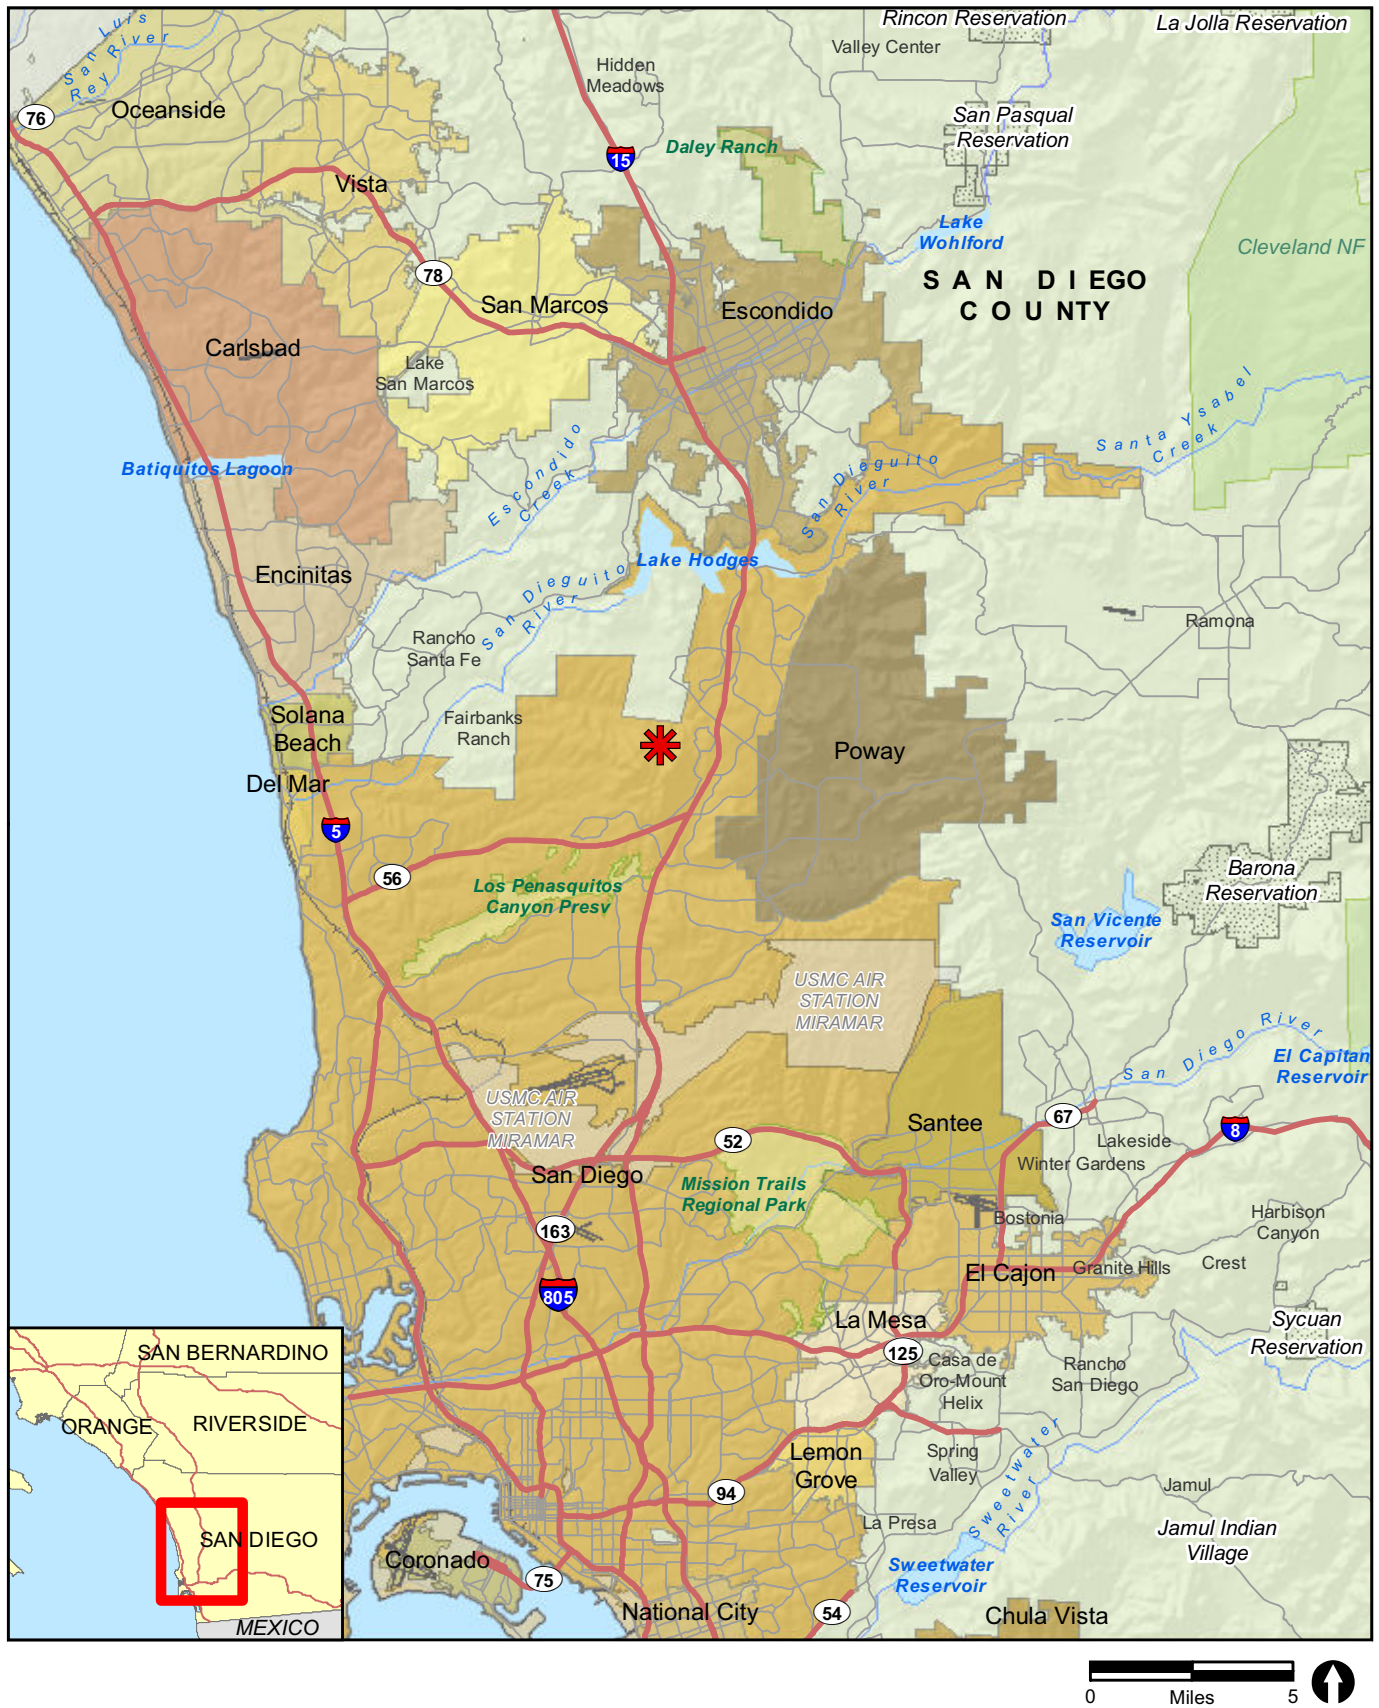 Rincon Reservation
La Jolla Reservation
San Luis
Rey River
Valley Center
Hidden
Meadows
76
Oceanside
San Pasqual
Reservation
15
Daley Ranch
Vista
Lake
Wohlford
Cleveland NF
78
SAN DIEGO
COUNTY
San Marcos
Escondido
Carlsbad
Lake
San Marcos
Santa Ysabel
Creek
Batiquitos Lagoon
Escondido
Creek
San Dieguito
River
Lake Hodges
Encinitas
San Dieguito
River
Ramona
Rancho
Santa Fe
Solana
Beach
Fairbanks
Ranch
Poway
Del Mar
5
56
Los Penasquitos
Canyon Presv
Barona
Reservation
San Vicente
Reservoir
USMC AIR
STATION
MIRAMAR
San Diego River
El Capitan
Reservoir
USMC AIR
STATION
MIRAMAR
Santee
67
8
52
Lakeside
Winter Gardens
San Diego
Mission Trails
Regional Park
163
Bostonia
Harbison
Canyon
El Cajon
Granite Hills
Crest
805
La Mesa
Sycuan
Reservation
125
Casa de
Oro-Mount
Helix
Rancho
San Diego
Lemon
Grove
Spring
Valley
Sweetwater
River
94
Jamul
La Presa
Jamul Indian
Village
Coronado
75
Sweetwater
Reservoir
National City
54
Chula Vista
SAN BERNARDINO
ORANGE
RIVERSIDE
SAN DIEGO
MEXICO
0 Miles 5